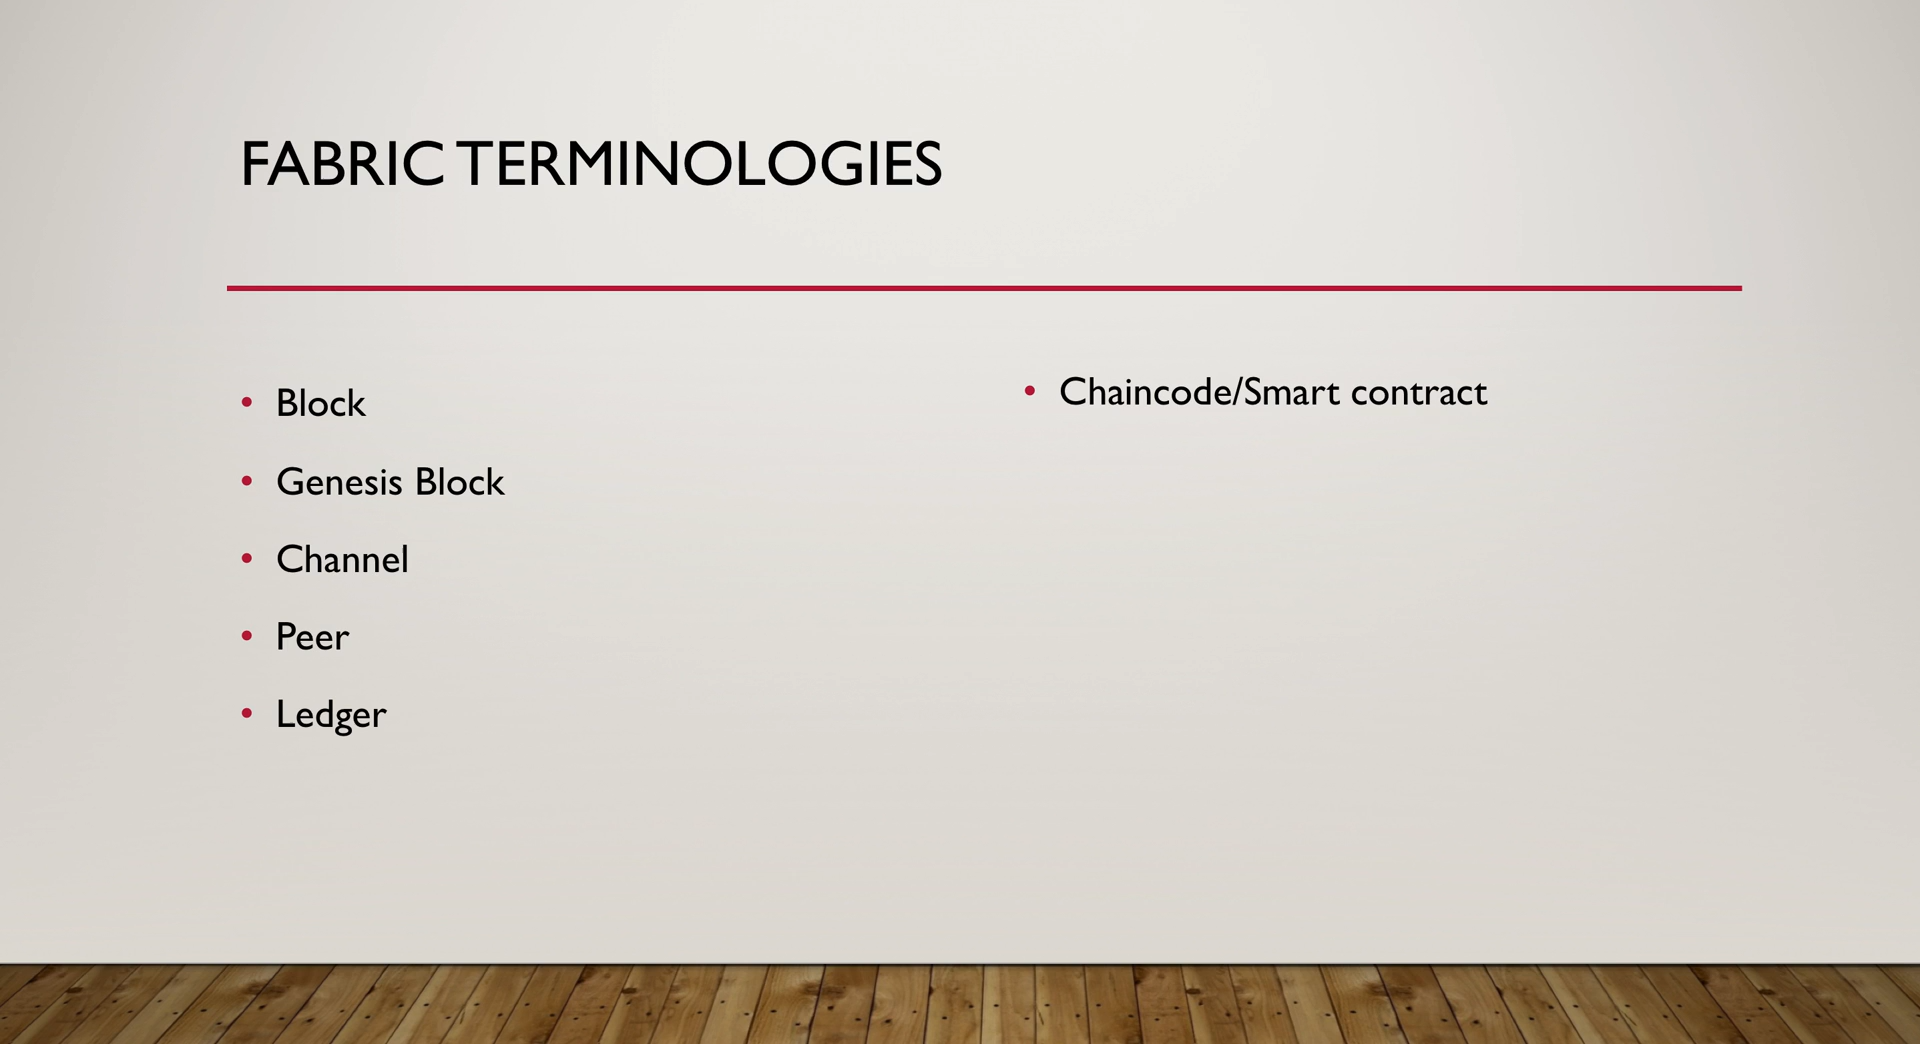 FABRIC TERMINOLOGIES
• Block
• Genesis Block
• Channel
• Peer
• Ledger
• Chaincode/Smart contract